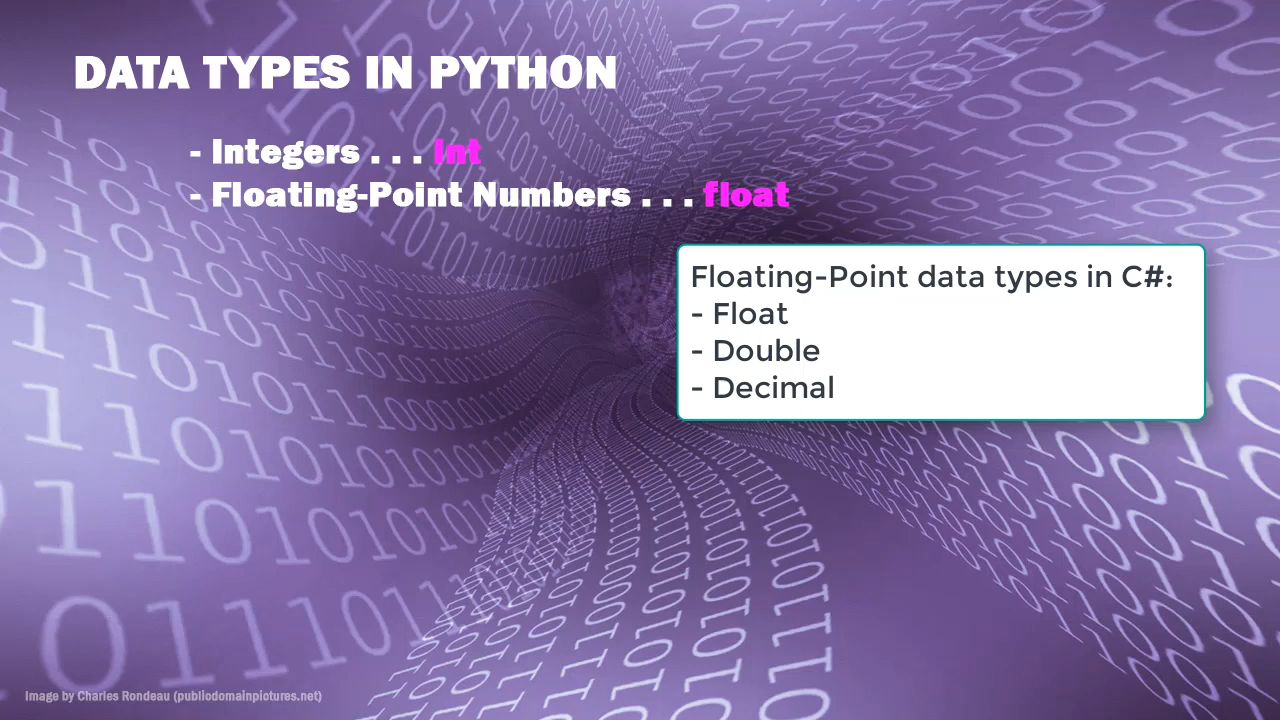 DATA TYPES IN PYTHON
- Integers . . . int
- Floating-Point Numbers . . . float
Floating-Point data types in C#:
- Float
- Double
- Decimal
Image by Charles Rondeau (publicdomainpictures.net)